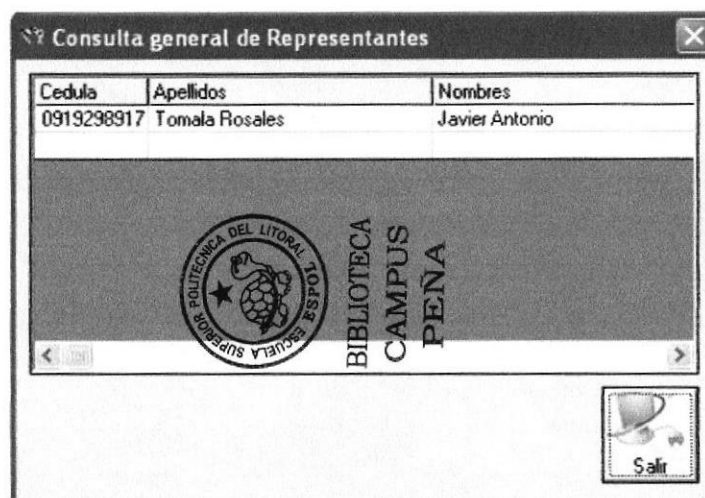 Consulta general de Representantes
Cedula Apellidos Nombres
0919298917 Tomala Rosales Javier Antonio
ESCUELA SUPERIOR POLITECNICA DEL LITORAL
ESPOL
BIBLIOTECA
CAMPUS
PEÑA
Salir